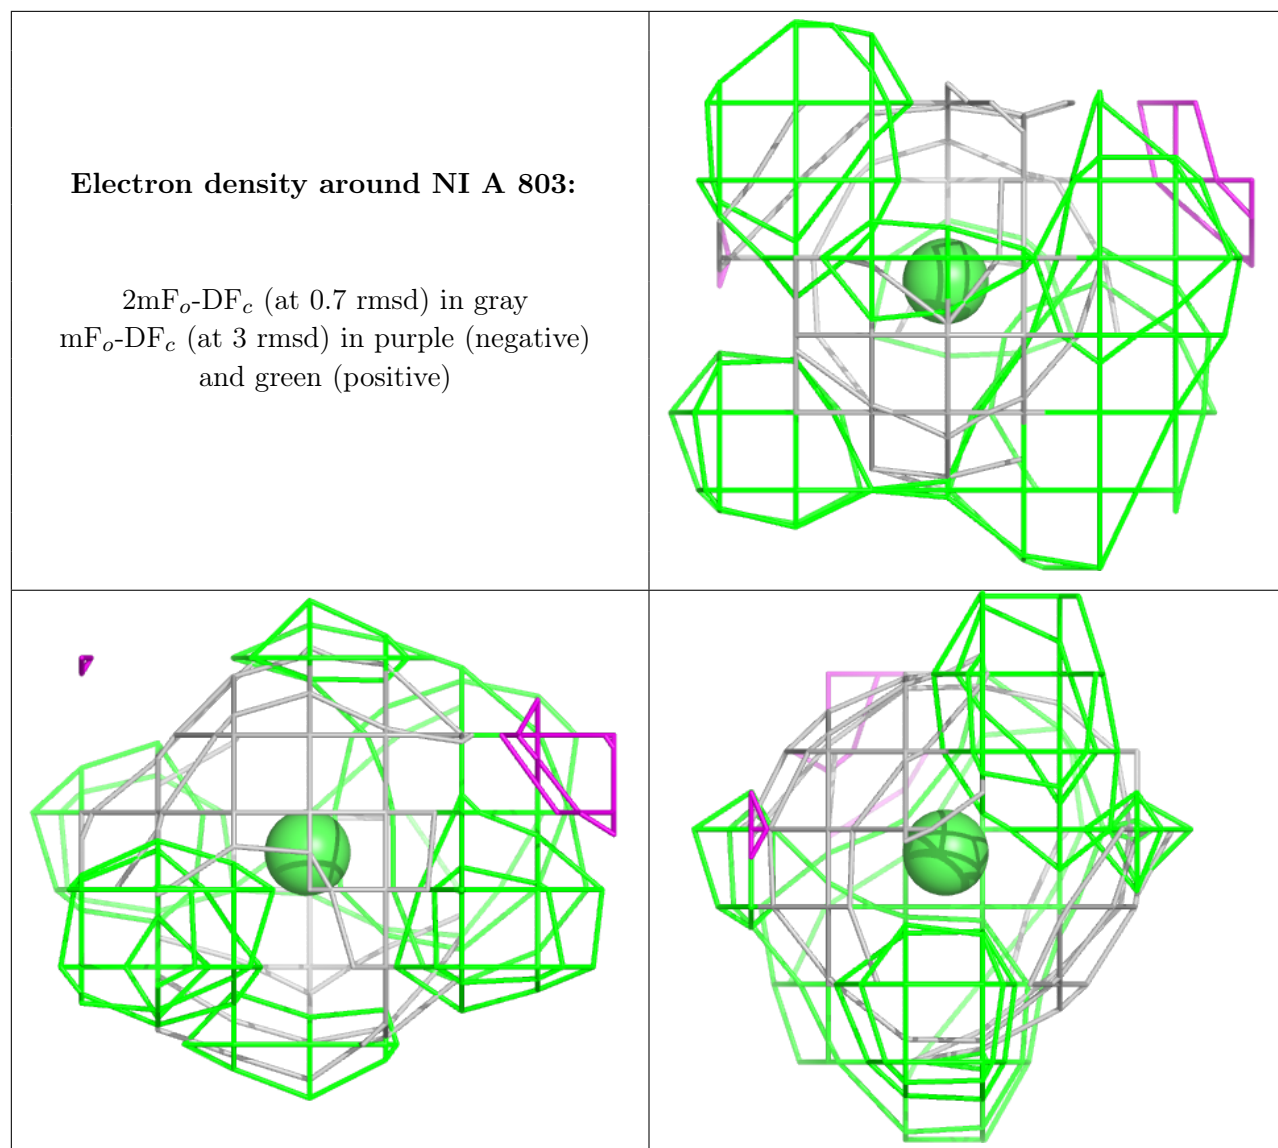 Electron density around NI A 803:
2mFo-DFc (at 0.7 rmsd) in gray
mFo-DFc (at 3 rmsd) in purple (negative)
and green (positive)